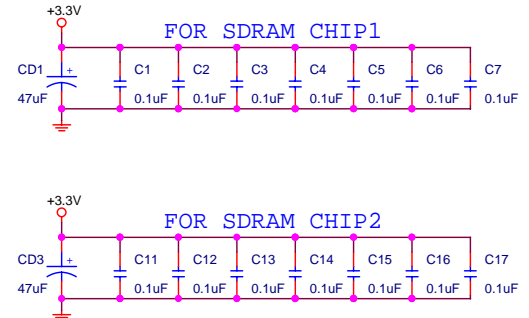 +3.3V
FOR SDRAM CHIP1
CD1 + C1 C2 C3 C4 C5 C6 C7
47uF 0.1uF 0.1uF 0.1uF 0.1uF 0.1uF 0.1uF 0.1uF
+3.3V
FOR SDRAM CHIP2
CD3 + C11 C12 C13 C14 C15 C16 C17
47uF 0.1uF 0.1uF 0.1uF 0.1uF 0.1uF 0.1uF 0.1uF